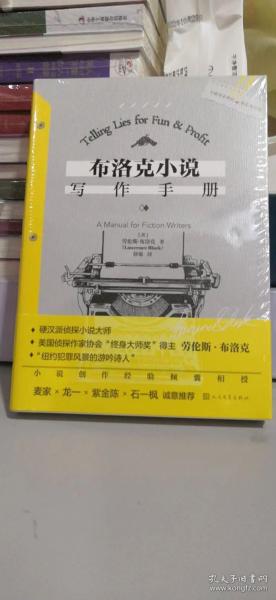 Telling Lies for Fun & Profit
布洛克小说
写作手册
A Manual for Fiction Writers
[美]
劳伦斯·布洛克 著
(Lawrence Block)
译
◆ 硬汉派侦探小说大师
◆ 美国侦探作家协会“终身大师奖”得主 劳伦斯·布洛克
◆ “纽约犯罪风景的游吟诗人”
小说创作经验倾囊相授
麦家 × 龙一 × 紫金陈 × 石一枫 诚意推荐
人民文学出版社
孔夫子旧书网